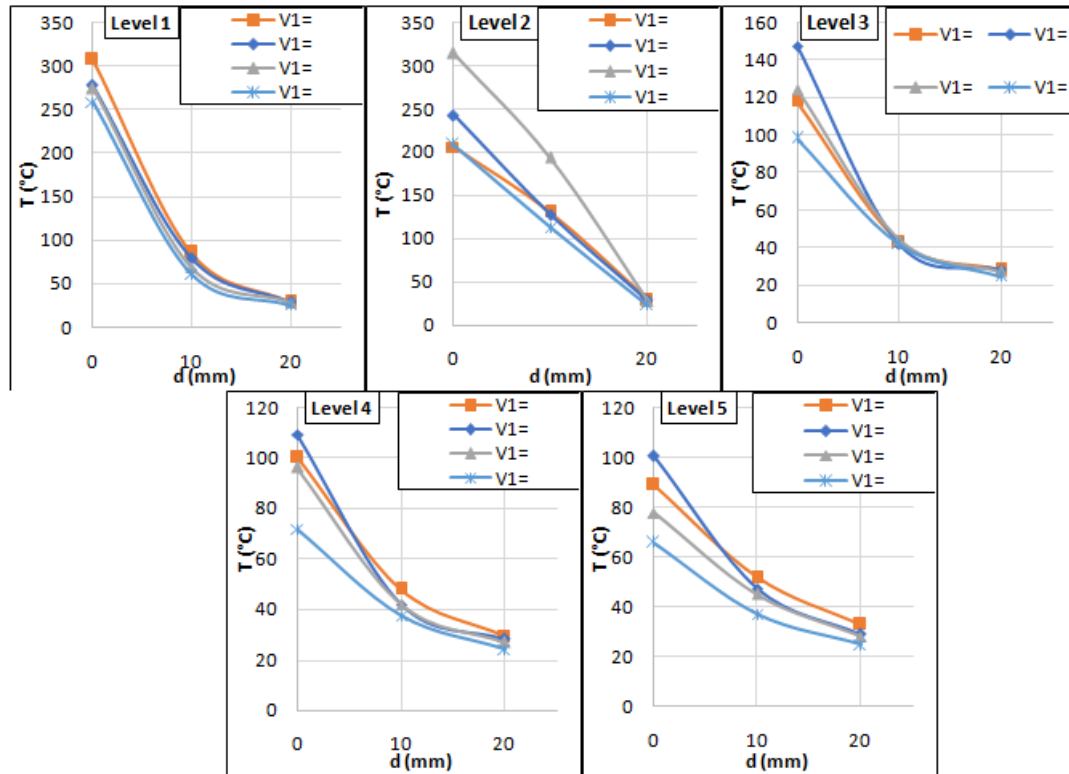 Level 1
V1=
V1=
V1=
V1=
T (°C)
350
300
250
200
150
100
50
0
0 10 20
d (mm)
Level 2
V1=
V1=
V1=
V1=
T (°C)
350
300
250
200
150
100
50
0
0 10 20
d (mm)
Level 3
V1= V1=
V1= V1=
T (°C)
160
140
120
100
80
60
40
20
0
0 10 20
d (mm)
Level 4
V1=
V1=
V1=
V1=
T (°C)
120
100
80
60
40
20
0
0 10 20
d (mm)
Level 5
V1=
V1=
V1=
V1=
T (°C)
120
100
80
60
40
20
0
0 10 20
d (mm)